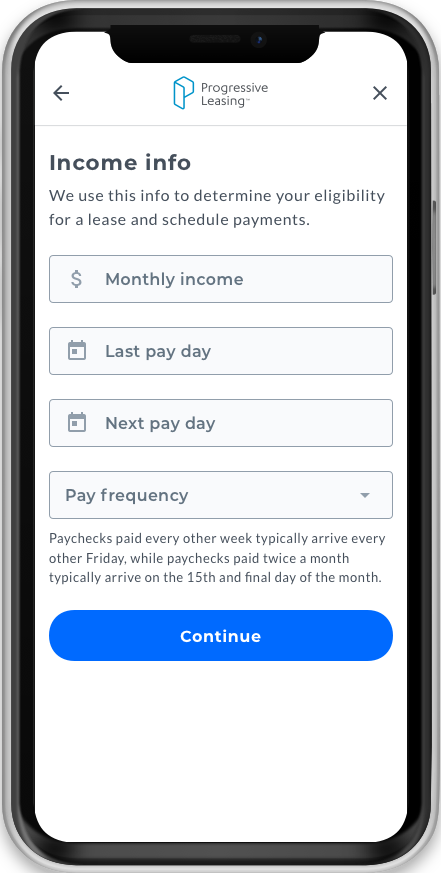 Progressive
Leasing™
Income info
We use this info to determine your eligibility
for a lease and schedule payments.
$ Monthly income
Last pay day
Next pay day
Pay frequency
Paychecks paid every other week typically arrive every
other Friday, while paychecks paid twice a month
typically arrive on the 15th and final day of the month.
Continue